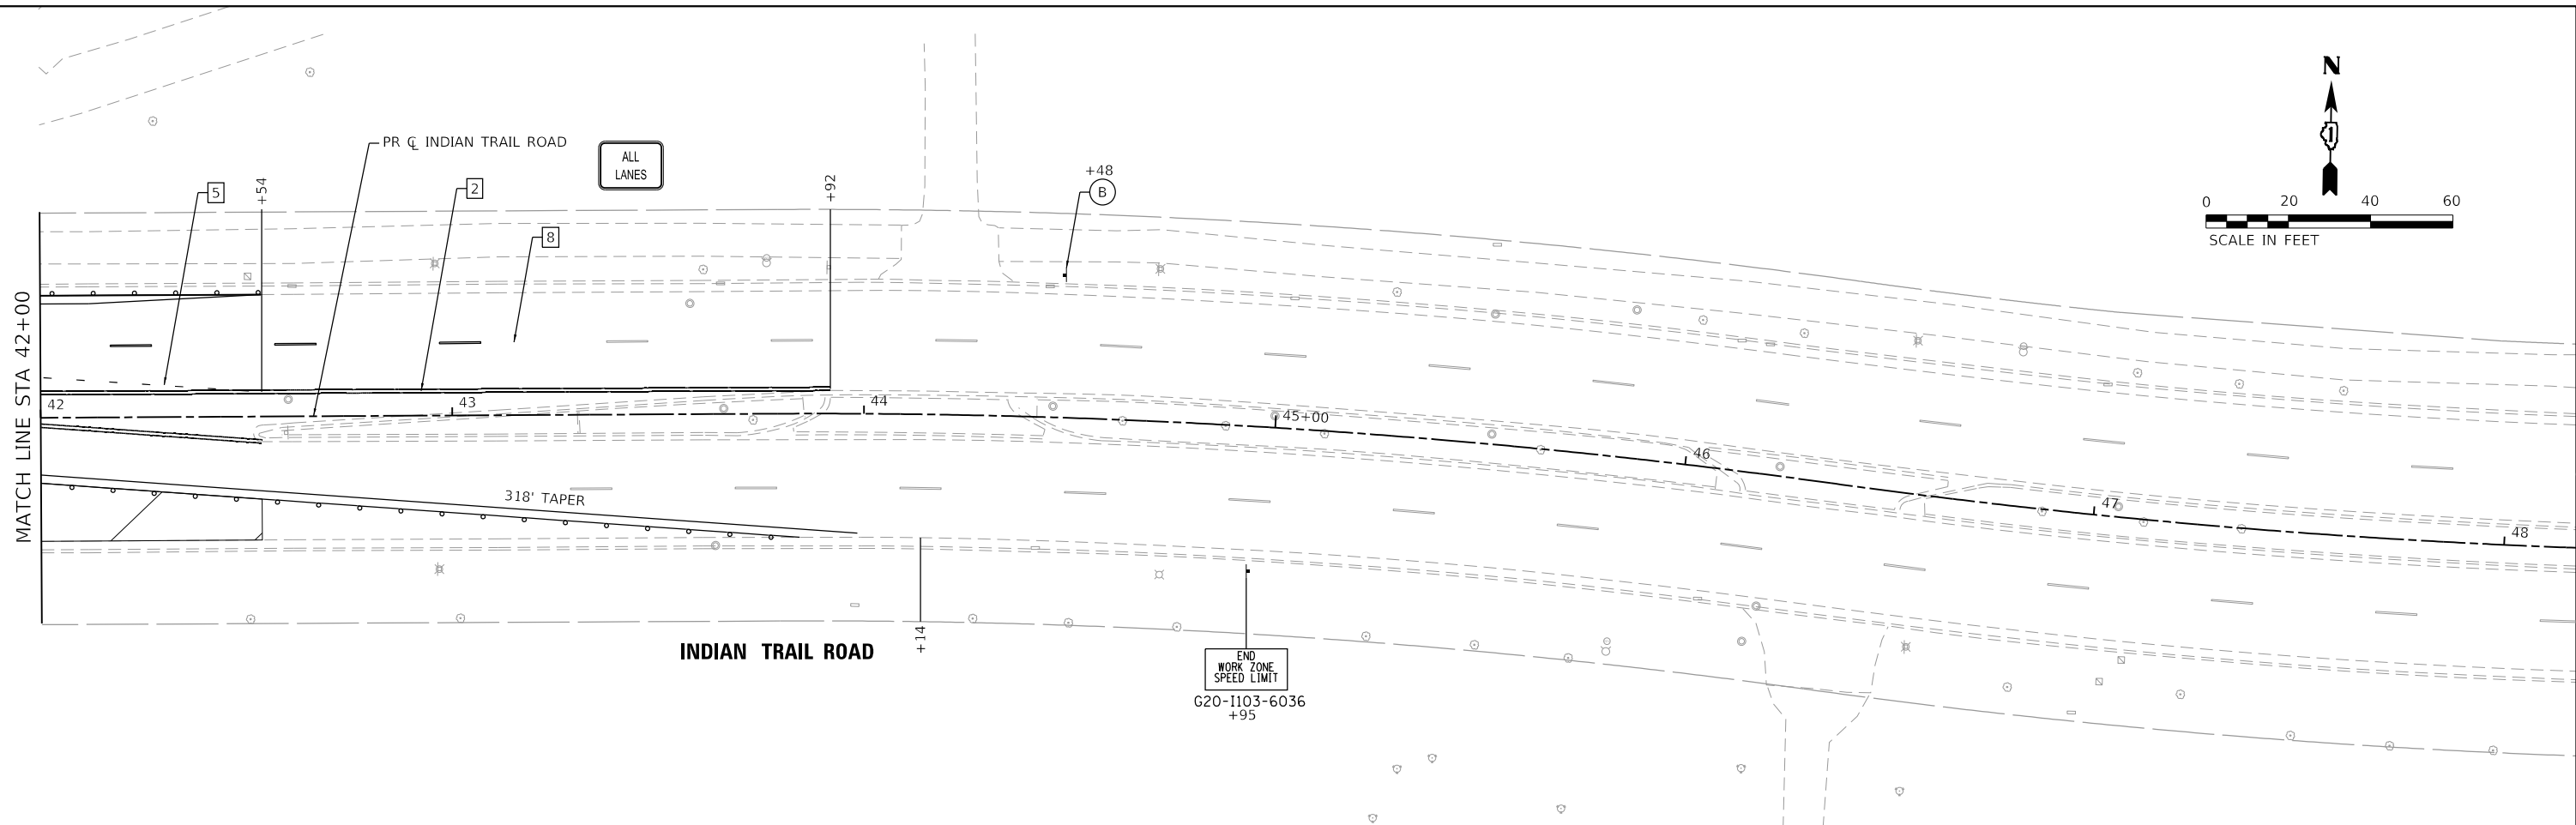 N
1
PR ℄ INDIAN TRAIL ROAD
ALL
LANES
+48
B
5
+54
2
+92
8
0 20 40 60
SCALE IN FEET
MATCH LINE STA 42+00
42
43
44
45+00
46
47
48
318' TAPER
INDIAN TRAIL ROAD
+14
END
WORK ZONE
SPEED LIMIT
G20-I103-6036
+95